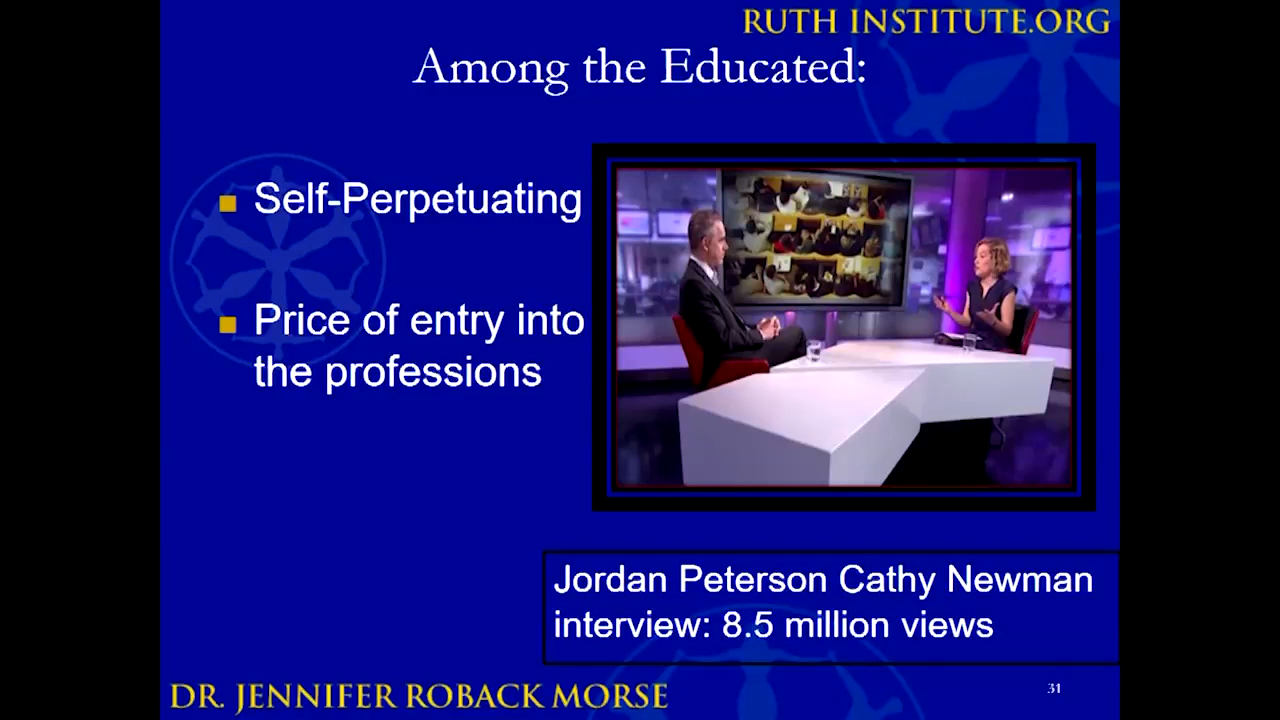 RUTH INSTITUTE.ORG
Among the Educated:
Self-Perpetuating
Price of entry into
the professions
Jordan Peterson Cathy Newman
interview: 8.5 million views
DR. JENNIFER ROBACK MORSE
31